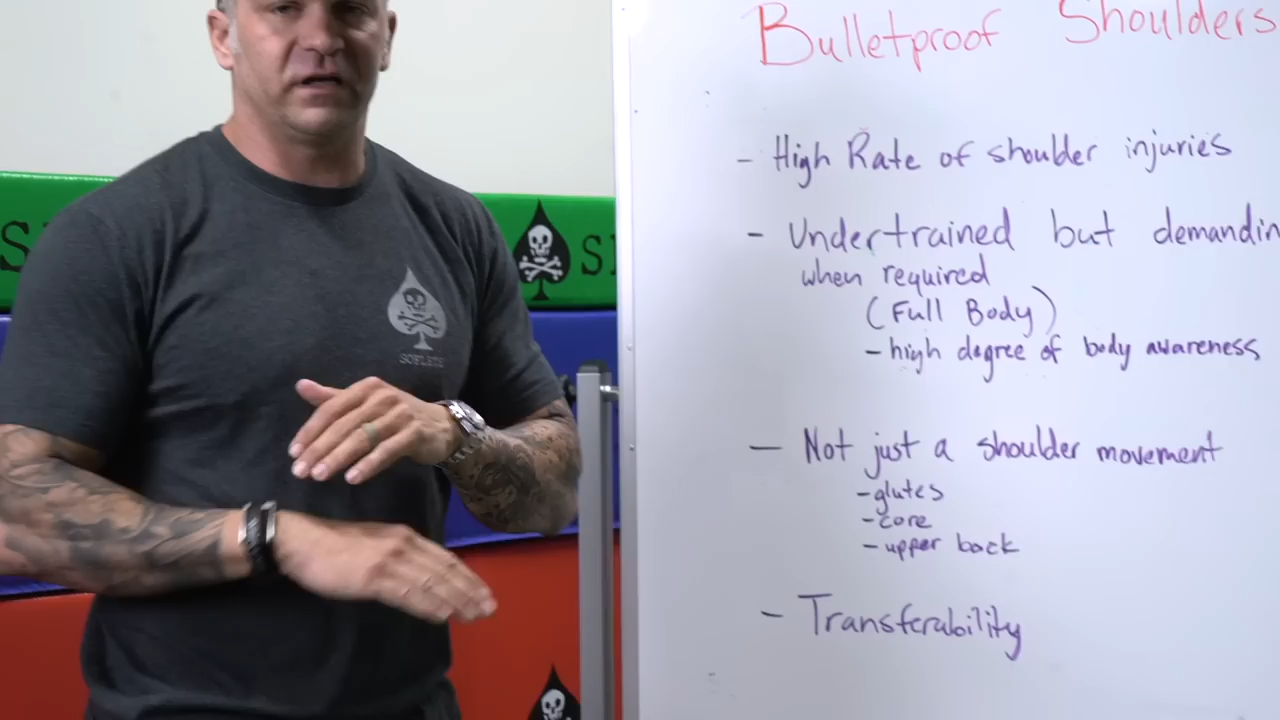 Bulletproof Shoulders
- High Rate of shoulder injuries
- Undertrained but demandin
when required
(Full Body)
- high degree of body awareness
- Not just a shoulder movement
- glutes
- core
- upper back
- Transferability
SOFLETE
S
S